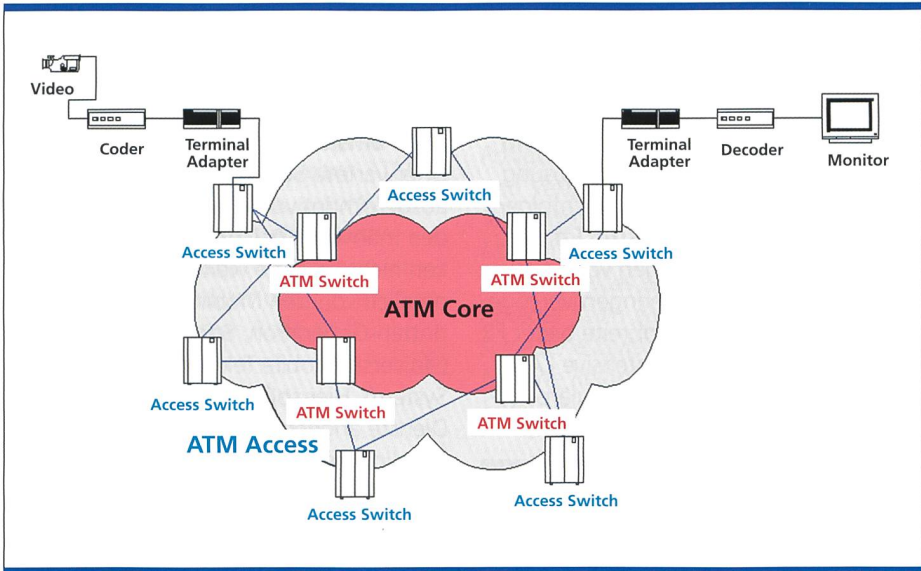 Video
Coder
Terminal
Adapter
Terminal
Adapter
Decoder
Monitor
Access Switch
Access Switch
Access Switch
ATM Switch
ATM Switch
ATM Core
Access Switch
ATM Switch
ATM Switch
ATM Access
Access Switch
Access Switch